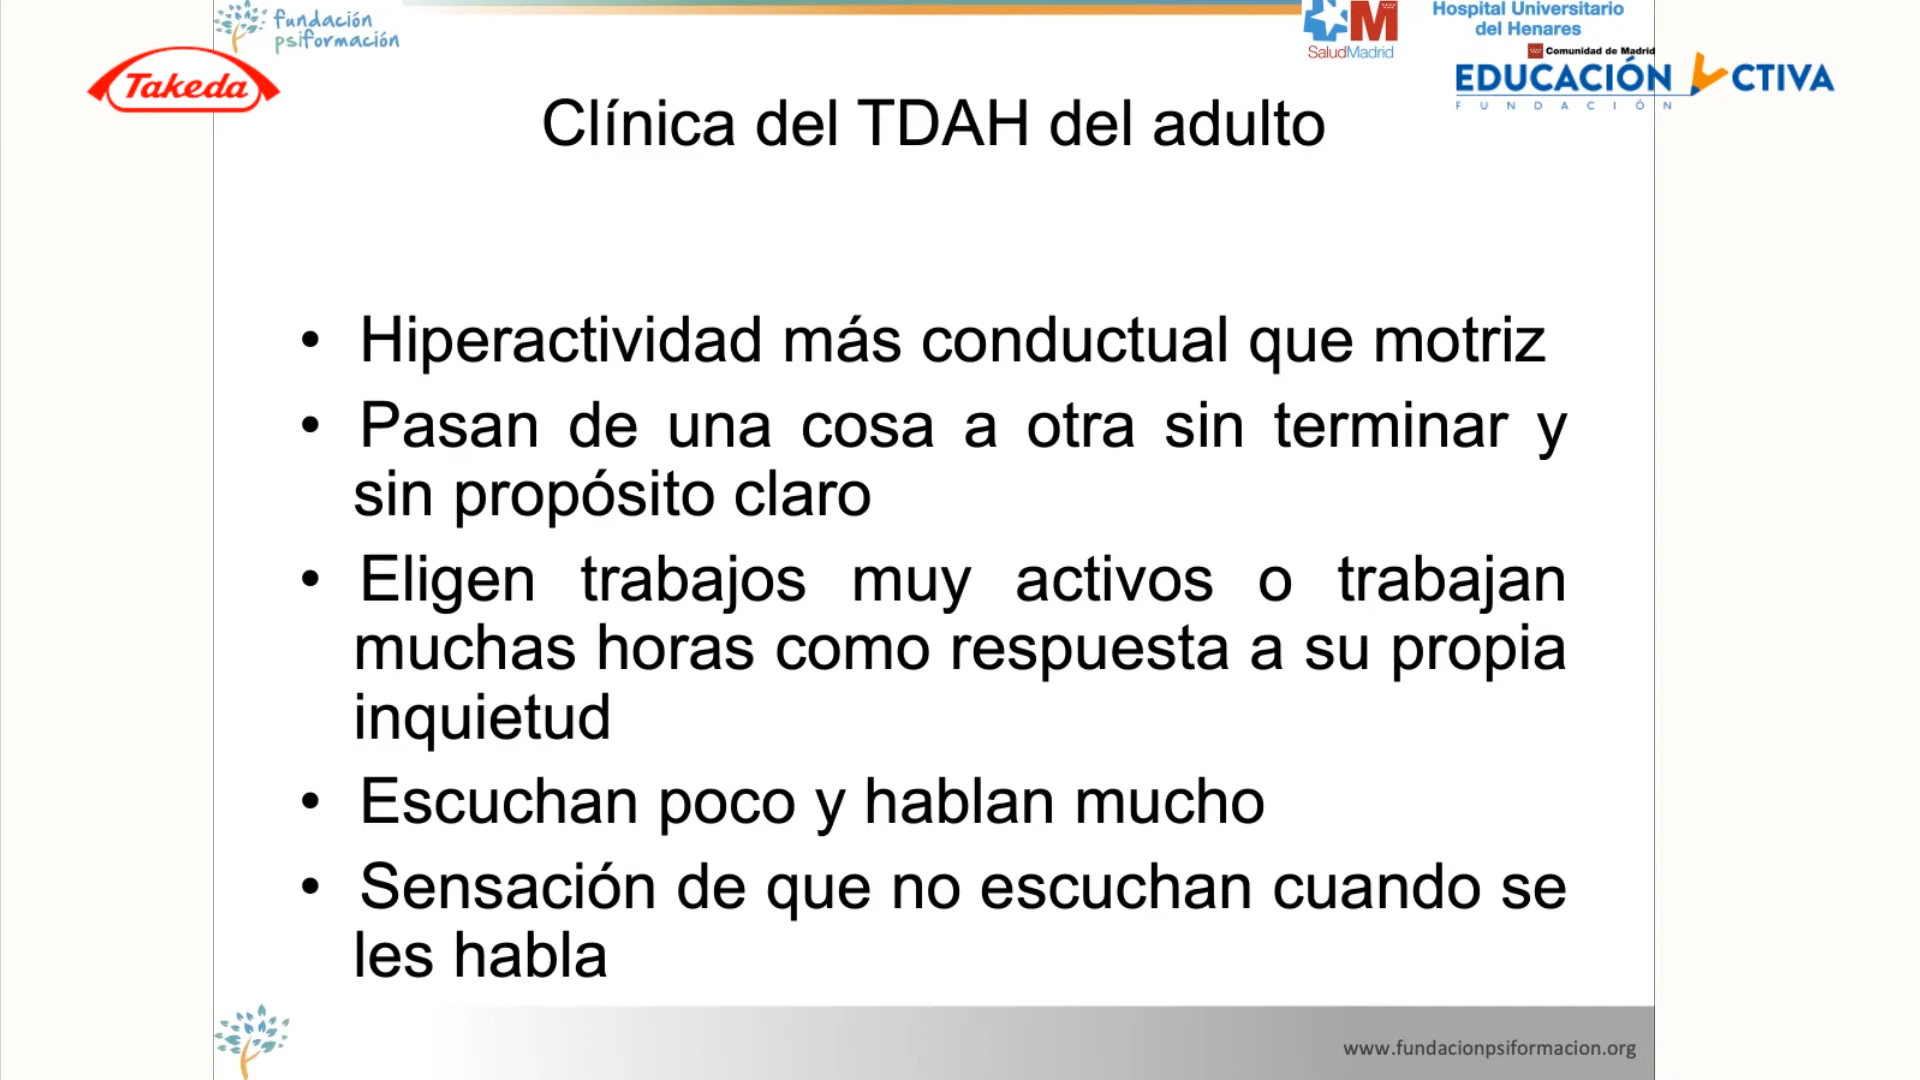 fundación
psiformación
Takeda
SaludMadrid
Hospital Universitario
del Henares
Comunidad de Madrid
EDUCACIÓN ACTIVA
FUNDACIÓN
Clínica del TDAH del adulto
• Hiperactividad más conductual que motriz
• Pasan de una cosa a otra sin terminar y
sin propósito claro
• Eligen trabajos muy activos o trabajan
muchas horas como respuesta a su propia
inquietud
• Escuchan poco y hablan mucho
• Sensación de que no escuchan cuando se
les habla
www.fundacionpsiformacion.org